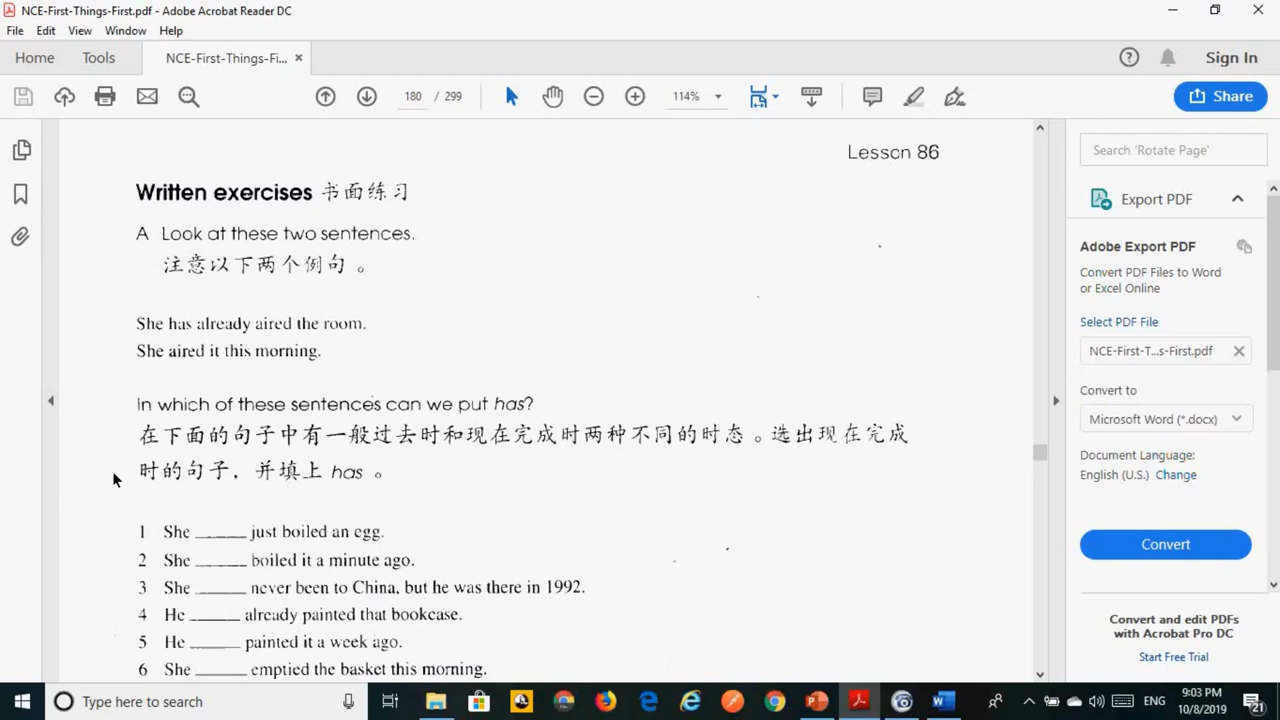 NCE-First-Things-First.pdf - Adobe Acrobat Reader DC
File Edit View Window Help
Home Tools NCE-First-Things-Fi... × Sign In
180 / 299 114% Share
Lesson 86
Written exercises 书面练习
A Look at these two sentences.
注意以下两个例句。
She has already aired the room.
She aired it this morning.
In which of these sentences can we put has?
在下面的句子中有一般过去时和现在完成时两种不同的时态。选出现在完成
时的句子，并填上 has 。
1 She _____ just boiled an egg.
2 She _____ boiled it a minute ago.
3 She _____ never been to China, but he was there in 1992.
4 He _____ already painted that bookcase.
5 He _____ painted it a week ago.
6 She _____ emptied the basket this morning.
Search 'Rotate Page'
Export PDF
Adobe Export PDF
Convert PDF Files to Word
or Excel Online
Select PDF File
NCE-First-T...s-First.pdf
Convert to
Microsoft Word (*.docx)
Document Language:
English (U.S.) Change
Convert
Convert and edit PDFs
with Acrobat Pro DC
Start Free Trial
Type here to search
ENG
9:03 PM
10/8/2019
21